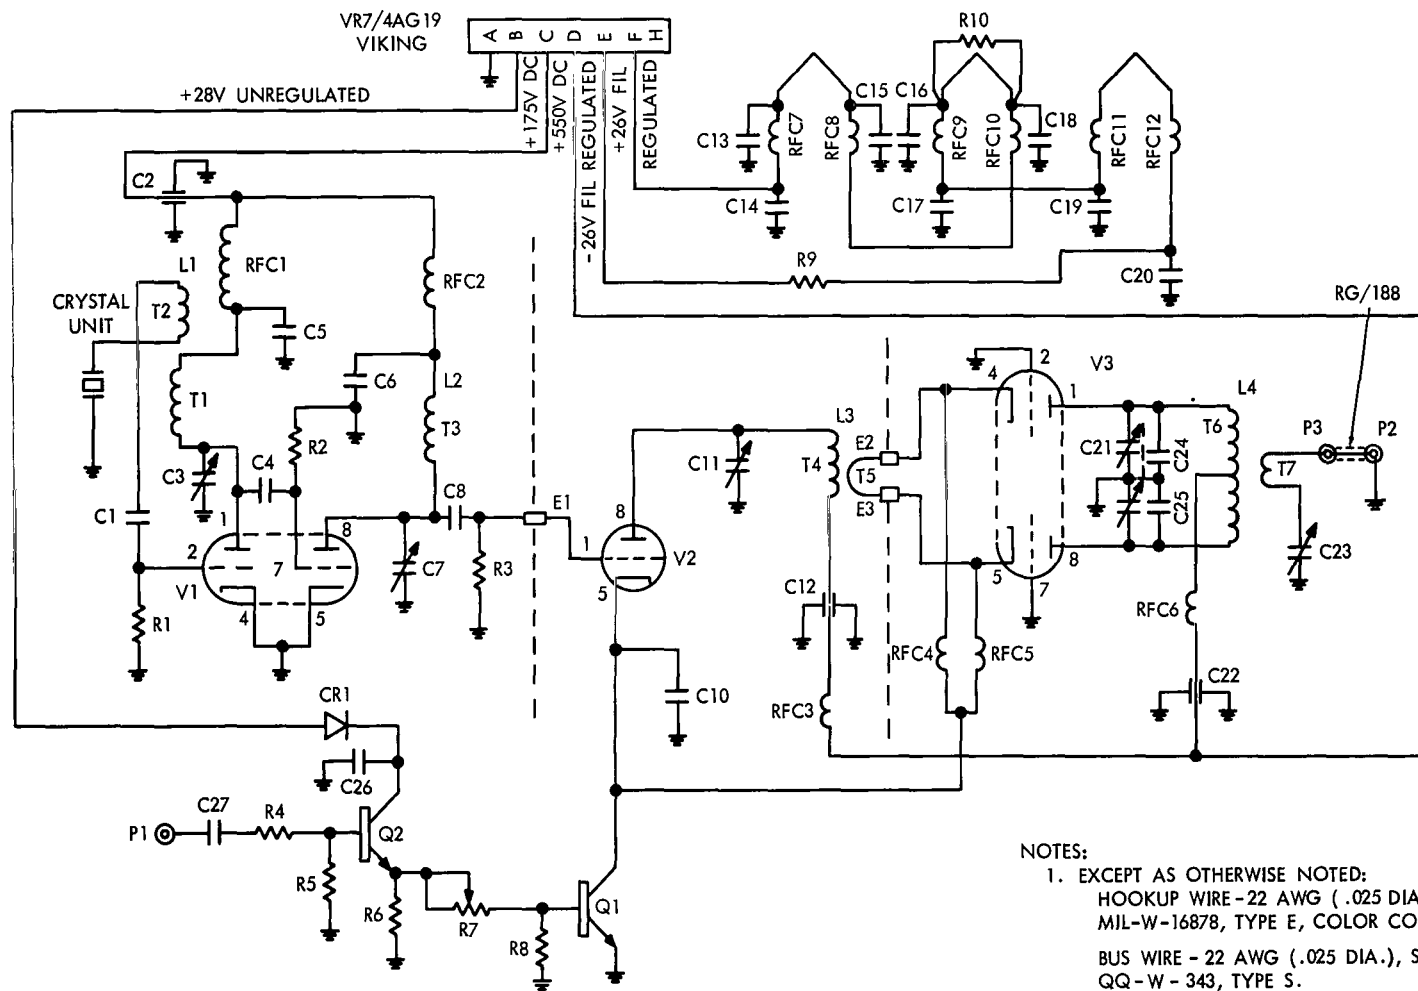 VR7/4AG19
VIKING
A B C D E F H
+28V UNREGULATED
+175V DC
+550V DC
-26V FIL REGULATED
+26V FIL
REGULATED
R10
C15 C16
C13 RFC7 RFC8 RFC9 RFC10 C18 RFC11 RFC12
C14 C17 C19
R9 C20
RG/188
C2
L1 RFC1 RFC2
CRYSTAL
UNIT
T2
C5
C6 L2
T1 R2 T3
C3 C4
C1 1 8 C8 E1
2 7 C7 R3
V1
R1 4 5
2 V3
4 1 L4
L3 E2 C21 T6 P3 P2
C11 T4 T5 C24 T7
E3 C25
8
1 V2 5 8 C23
5 7
C12 RFC6
RFC4 RFC5
C22
CR1 C10 RFC3
C26
C27 R4
P1 Q2
R5
R6 R7 Q1
R8
NOTES:
1. EXCEPT AS OTHERWISE NOTED:
HOOKUP WIRE-22 AWG (.025 DIA
MIL-W-16878, TYPE E, COLOR CO
BUS WIRE - 22 AWG (.025 DIA.), S
QQ-W-343, TYPE S.